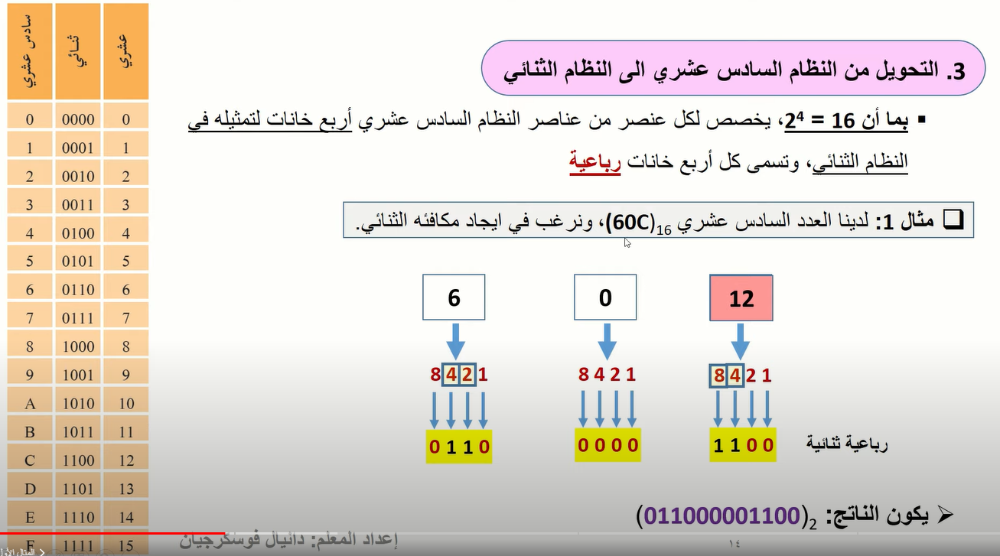 3. التحويل من النظام السادس عشري الى النظام الثنائي
▪ بما أن 16 = 2⁴، يخصص لكل عنصر من عناصر النظام السادس عشري أربع خانات لتمثيله في
النظام الثنائي، وتسمى كل أربع خانات رباعية
❑ مثال 1: لدينا العدد السادس عشري (60C)₁₆، ونرغب في ايجاد مكافئه الثنائي.
6 0 12
8 4 2 1 8 4 2 1 8 4 2 1
0 1 1 0 0 0 0 0 1 1 0 0 رباعية ثنائية
⮚ يكون الناتج: (011000001100)₂
إعداد المعلم: دانيال فوسكرجيان
١٤
سادس عشري ثنائي عشري
0 0000 0
1 0001 1
2 0010 2
3 0011 3
4 0100 4
5 0101 5
6 0110 6
7 0111 7
8 1000 8
9 1001 9
A 1010 10
B 1011 11
C 1100 12
D 1101 13
E 1110 14
F 1111 15
المثال الأول